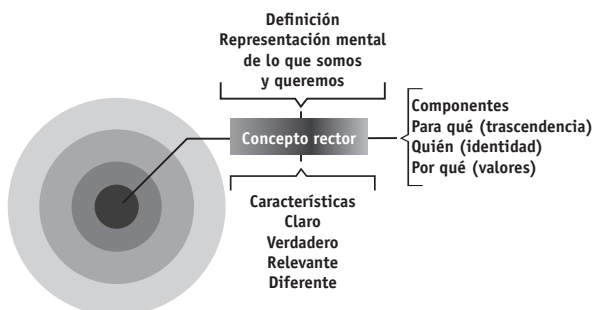 Definición
Representación mental
de lo que somos
y queremos
Concepto rector
Componentes
Para qué (trascendencia)
Quién (identidad)
Por qué (valores)
Características
Claro
Verdadero
Relevante
Diferente